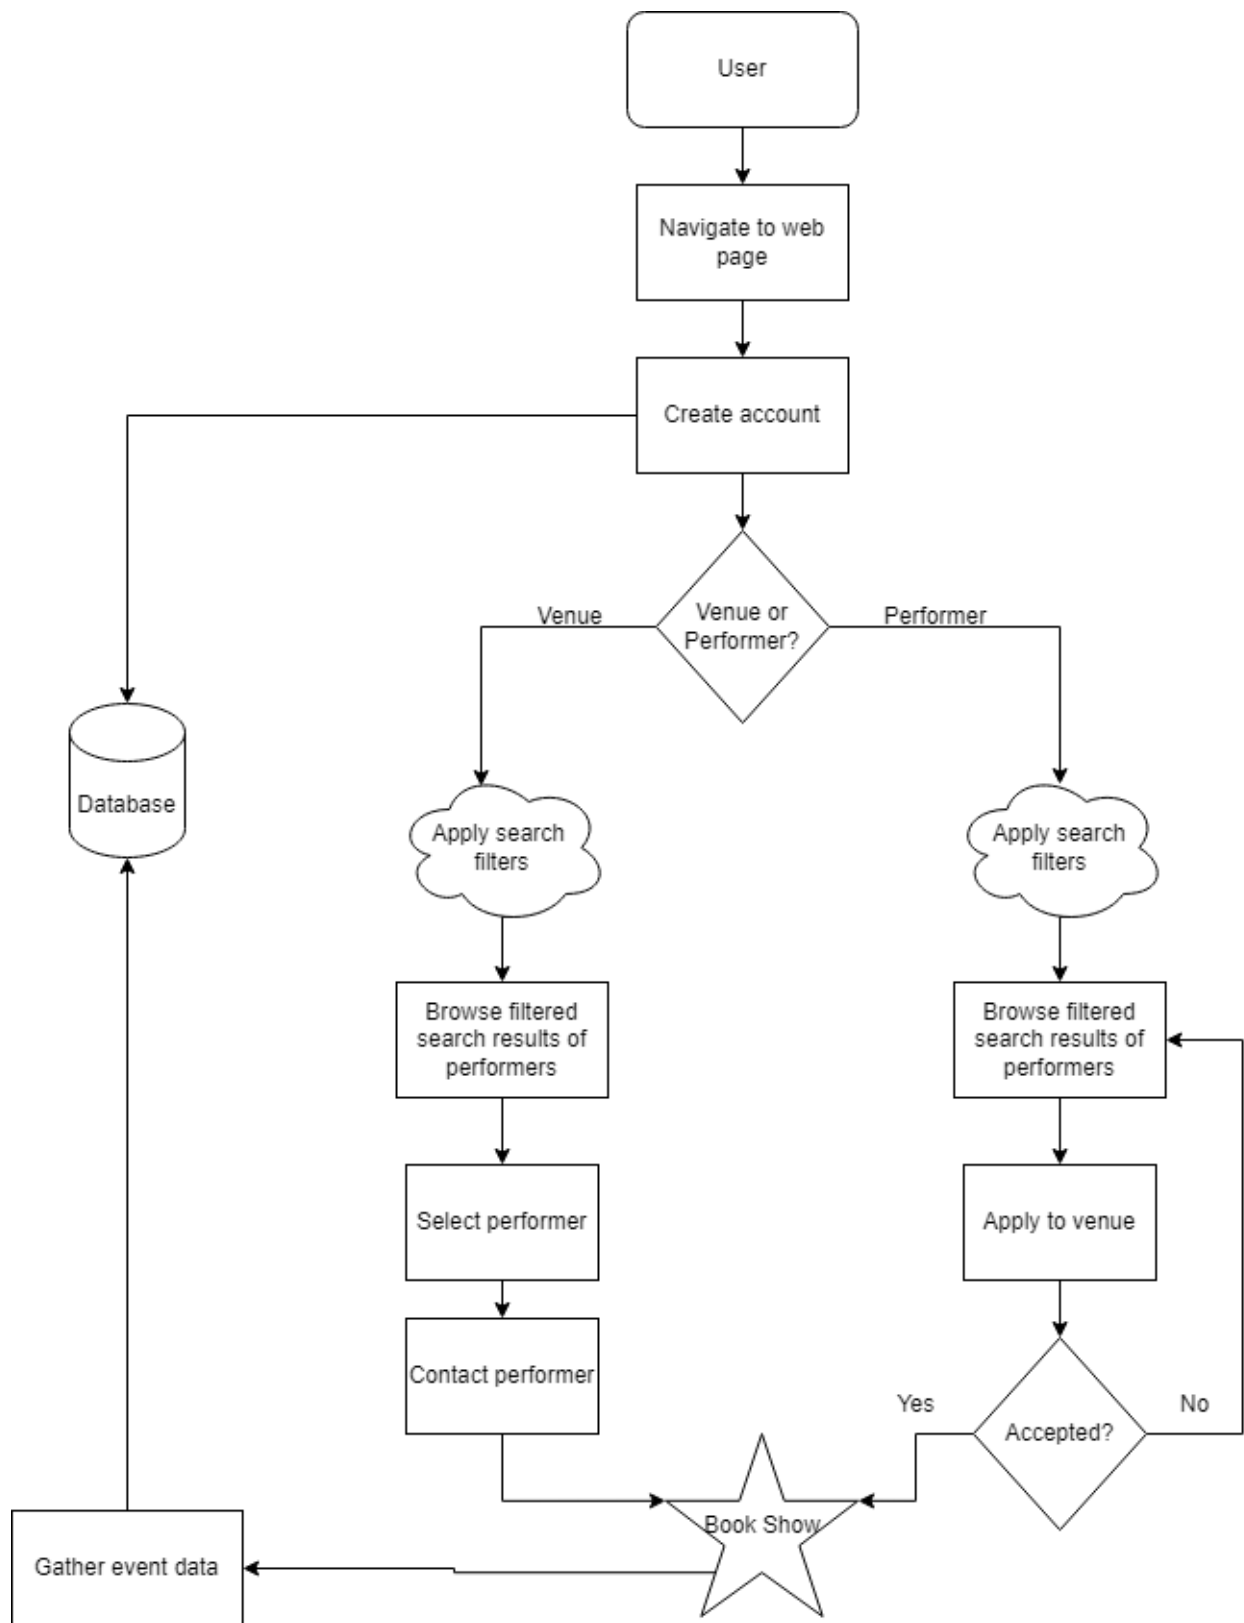 User
Navigate to web
page
Create account
Venue or
Performer?
Venue
Performer
Database
Apply search
filters
Apply search
filters
Browse filtered
search results of
performers
Browse filtered
search results of
performers
Select performer
Apply to venue
Contact performer
Yes
No
Accepted?
Book Show
Gather event data